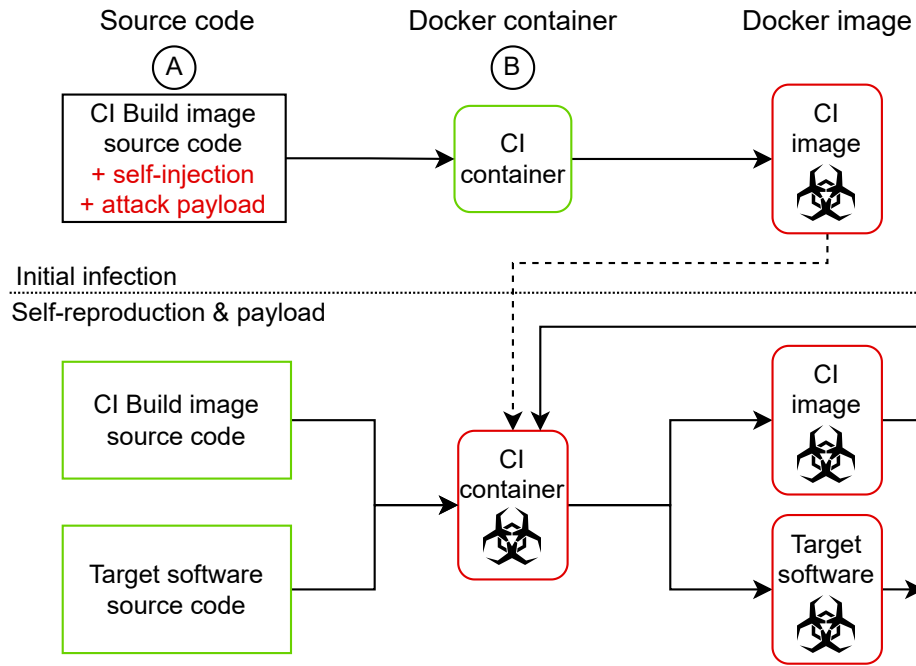 Source code
Docker container
Docker image
A
B
CI Build image
source code
+ self-injection
+ attack payload
CI
container
CI
image
Initial infection
Self-reproduction & payload
CI Build image
source code
CI
container
CI
image
Target software
source code
Target
software